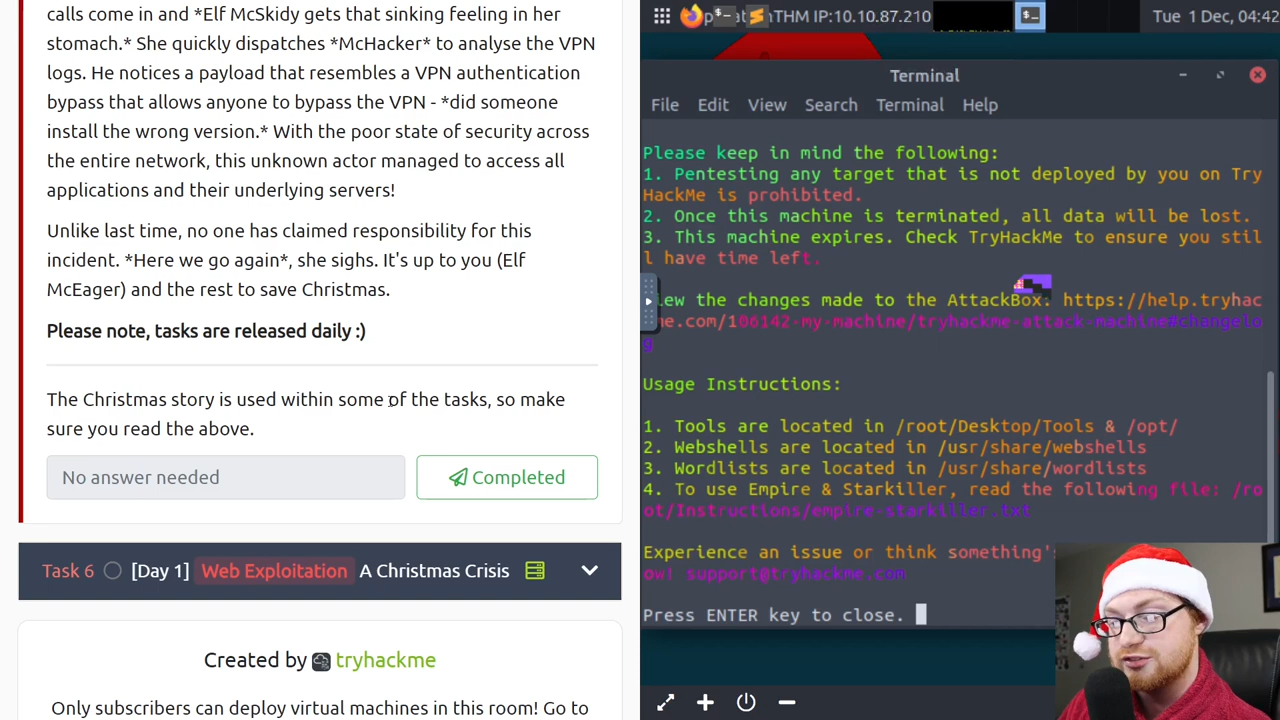 calls come in and *Elf McSkidy gets that sinking feeling in her
stomach.* She quickly dispatches *McHacker* to analyse the VPN
logs. He notices a payload that resembles a VPN authentication
bypass that allows anyone to bypass the VPN - *did someone
install the wrong version.* With the poor state of security across
the entire network, this unknown actor managed to access all
applications and their underlying servers!
Unlike last time, no one has claimed responsibility for this
incident. *Here we go again*, she sighs. It's up to you (Elf
McEager) and the rest to save Christmas.
Please note, tasks are released daily :)
The Christmas story is used within some of the tasks, so make
sure you read the above.
No answer needed
Completed
Task 6 [Day 1] Web Exploitation A Christmas Crisis
Created by tryhackme
Only subscribers can deploy virtual machines in this room! Go to
THM IP:10.10.87.210
Tue 1 Dec, 04:42
Terminal
File Edit View Search Terminal Help
Please keep in mind the following:
1. Pentesting any target that is not deployed by you on Try
HackMe is prohibited.
2. Once this machine is terminated, all data will be lost.
3. This machine expires. Check TryHackMe to ensure you stil
l have time left.
iew the changes made to the AttackBox: https://help.tryhac
me.com/106142-my-machine/tryhackme-attack-machine#changelo
g
Usage Instructions:
1. Tools are located in /root/Desktop/Tools & /opt/
2. Webshells are located in /usr/share/webshells
3. Wordlists are located in /usr/share/wordlists
4. To use Empire & Starkiller, read the following file: /ro
ot/Instructions/empire-starkiller.txt
Experience an issue or think something's
ow! support@tryhackme.com
Press ENTER key to close.